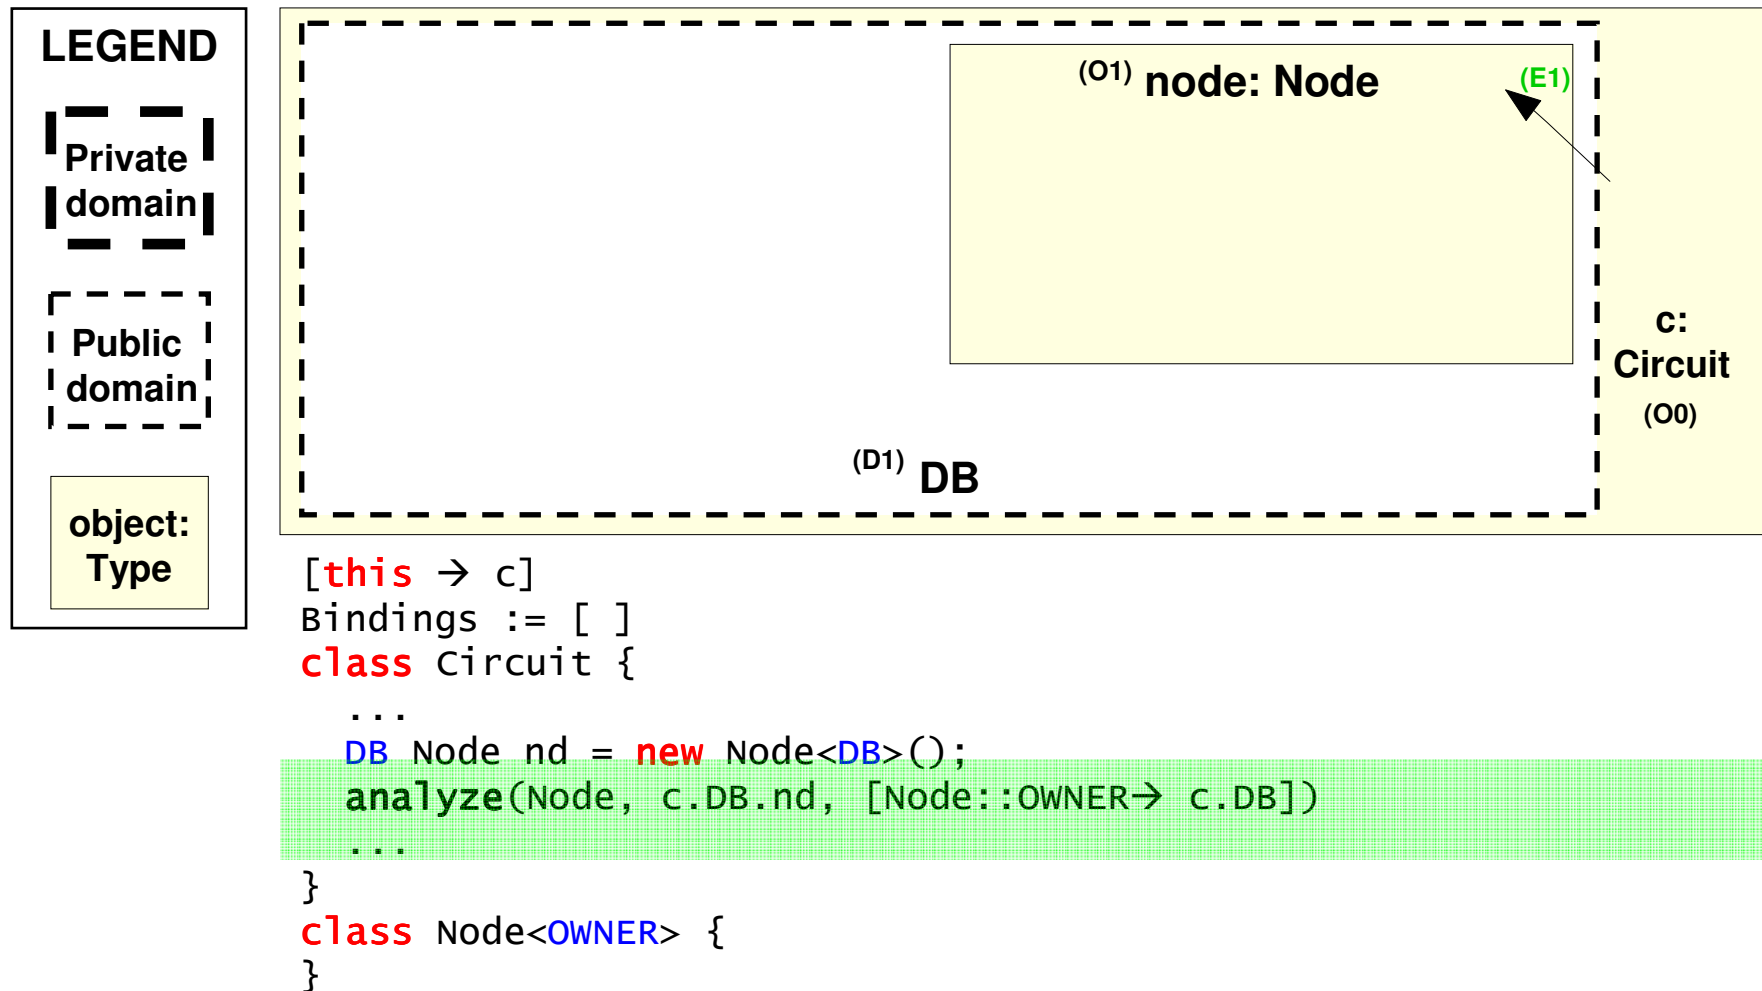 LEGEND
Private
domain
Public
domain
object:
Type
(O1) node: Node
(E1)
c:
Circuit
(O0)
(D1) DB
[this → c]
Bindings := [ ]
class Circuit {
...
DB Node nd = new Node<DB>();
analyze(Node, c.DB.nd, [Node::OWNER→ c.DB])
...
}
class Node<OWNER> {
}